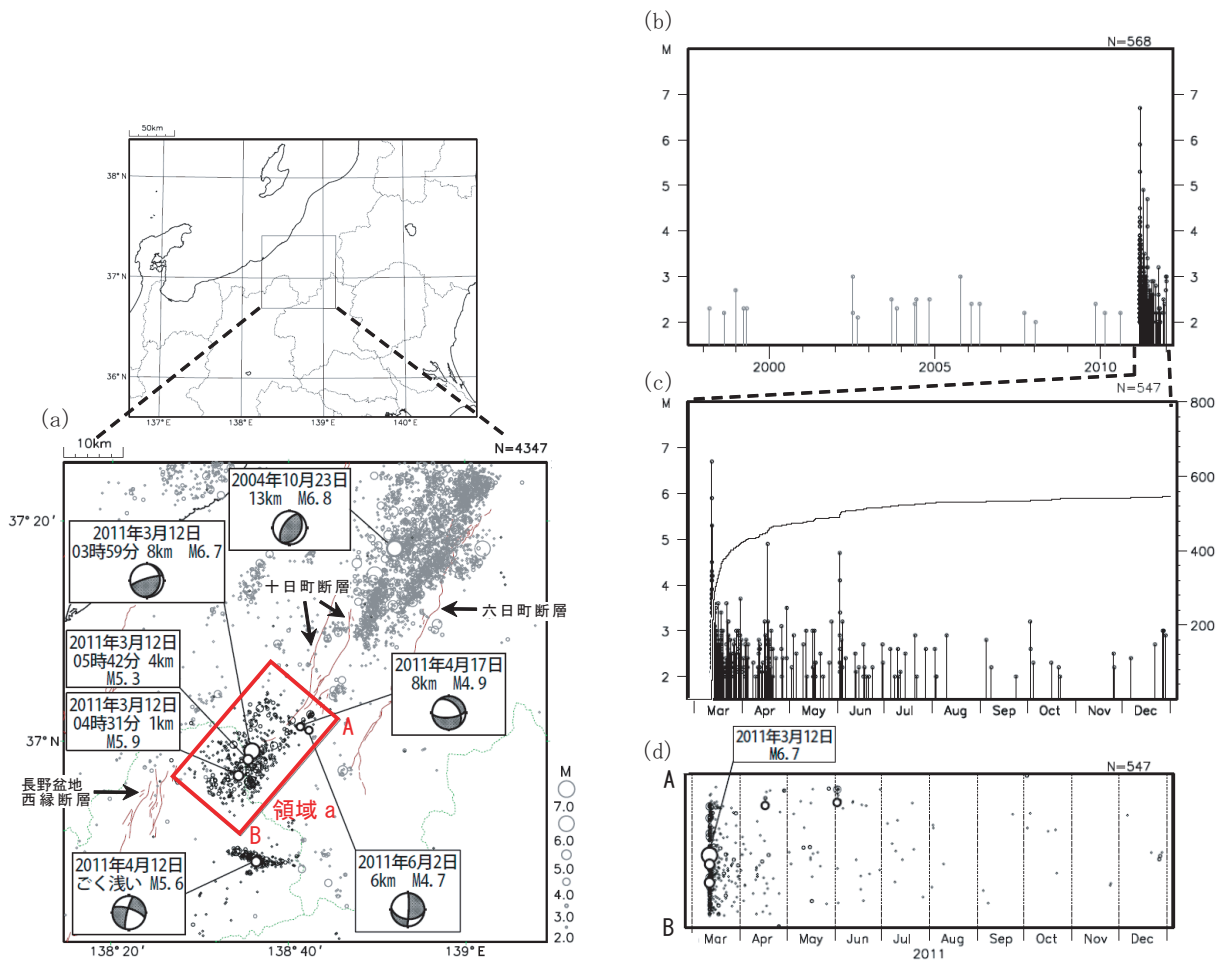 50km
38°N
37°N
36°N
137°E
138°E
139°E
140°E
(a)
10km
N=4347
37°20′
37°N
138°20′
138°40′
139°E
2004年10月23日
13km M6.8
2011年3月12日
03時59分 8km M6.7
十日町断層
六日町断層
2011年3月12日
05時42分 4km
M5.3
2011年4月17日
8km M4.9
2011年3月12日
04時31分 1km
M5.9
A
長野盆地
西縁断層
領域a
B
2011年4月12日
ごく浅い M5.6
2011年6月2日
6km M4.7
M
7.0
6.0
5.0
4.0
3.0
2.0
(b)
N=568
M
7
6
5
4
3
2
7
6
5
4
3
2
2000
2005
2010
(c)
N=547
M
7
6
5
4
3
2
800
600
400
200
Mar Apr May Jun Jul Aug Sep Oct Nov Dec
(d)
2011年3月12日
M6.7
N=547
A
B
Mar Apr May Jun Jul Aug Sep Oct Nov Dec
2011